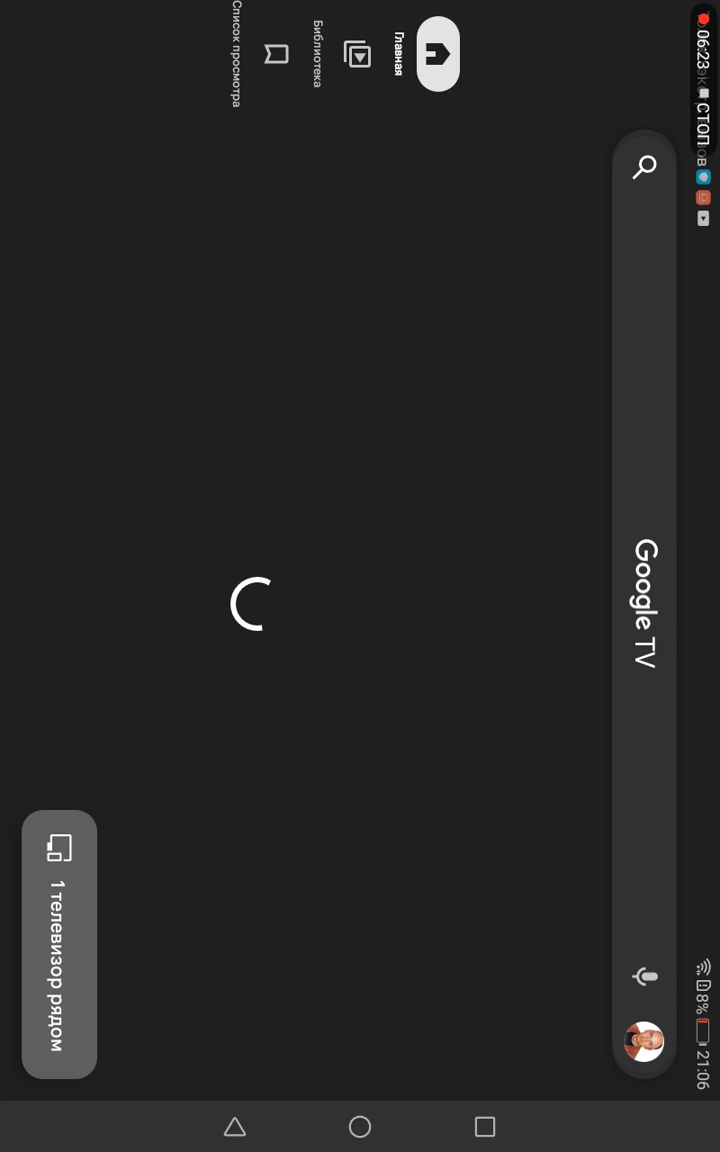 06:23 СТОП
8% 21:06
Google TV
Главная
Библиотека
Список просмотра
1 телевизор рядом